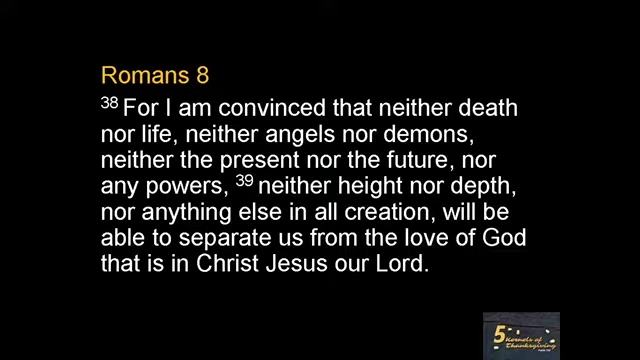 Romans 8
38 For I am convinced that neither death
nor life, neither angels nor demons,
neither the present nor the future, nor
any powers, 39 neither height nor depth,
nor anything else in all creation, will be
able to separate us from the love of God
that is in Christ Jesus our Lord.
5 Kernels of
Thanksgiving